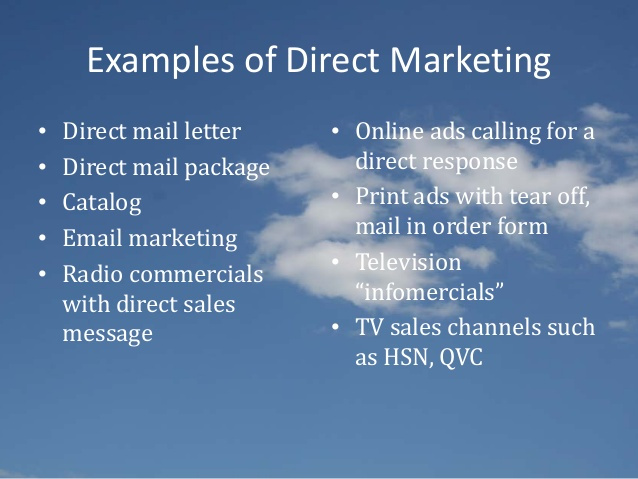 Examples of Direct Marketing
• Direct mail letter
• Direct mail package
• Catalog
• Email marketing
• Radio commercials
with direct sales
message
• Online ads calling for a
direct response
• Print ads with tear off,
mail in order form
• Television
“infomercials”
• TV sales channels such
as HSN, QVC